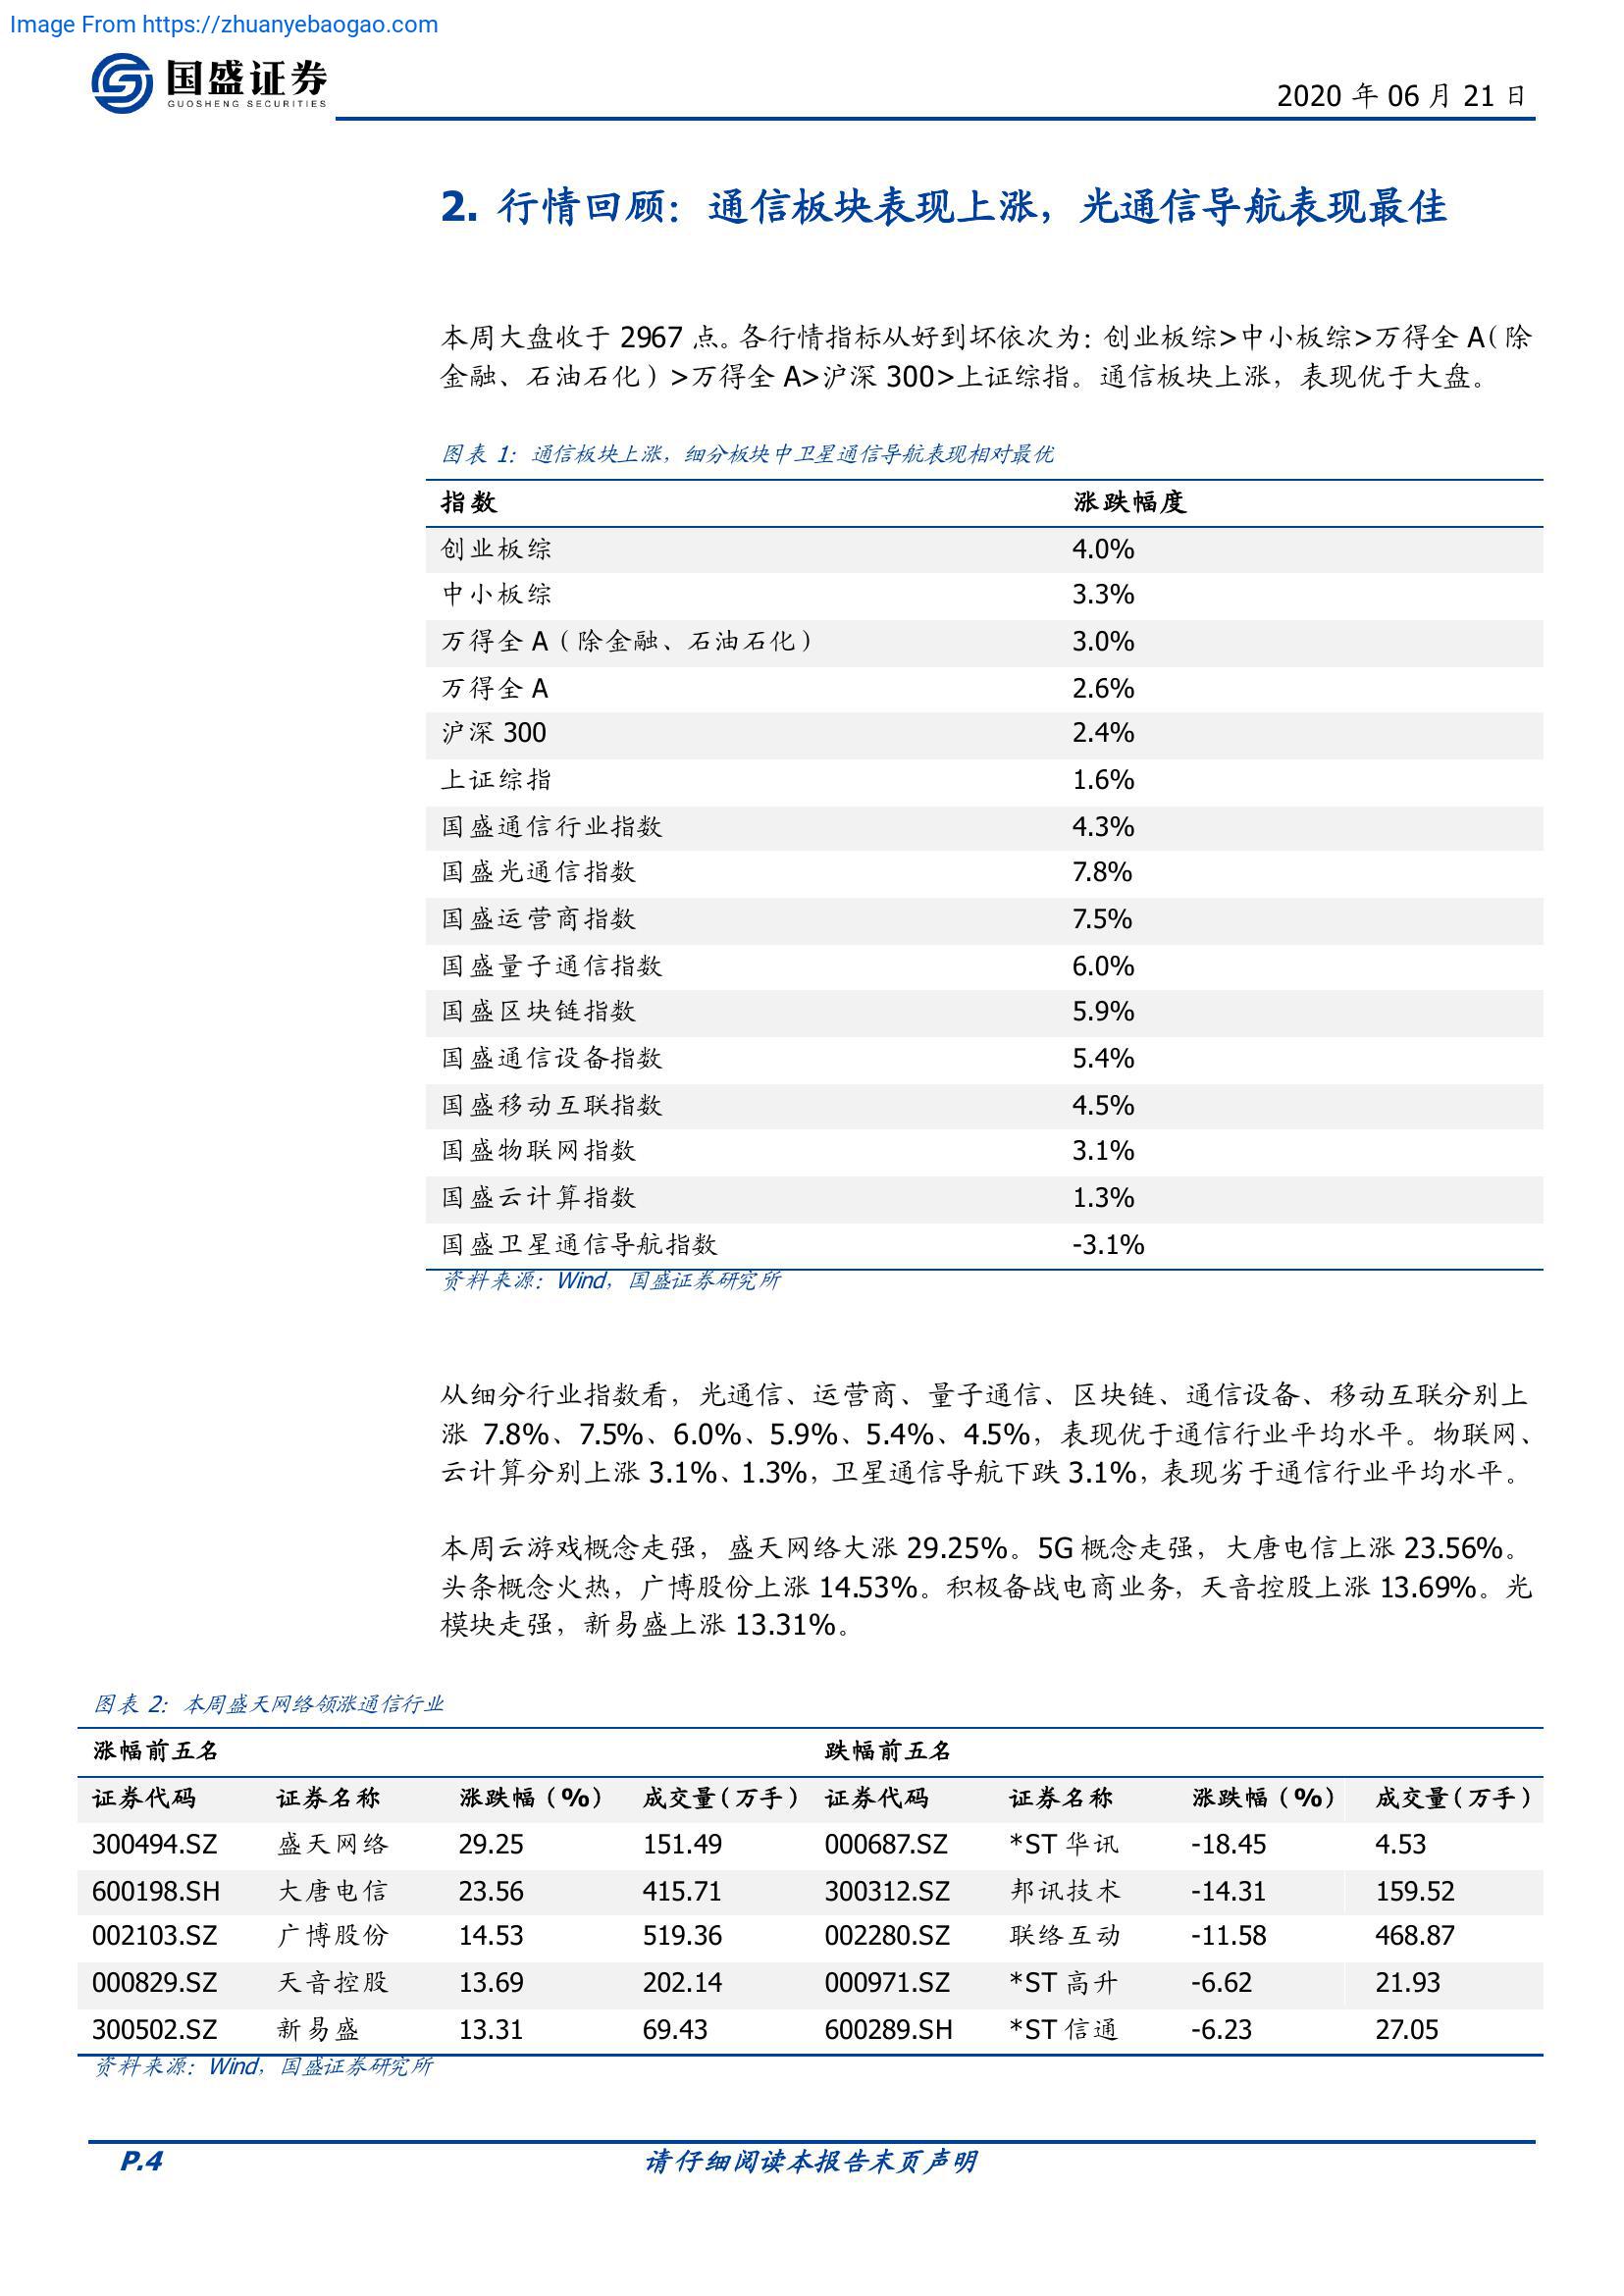 Image From https://zhuanyebaogao.com
国盛证券
GUOSHENG SECURITIES
2020 年 06 月 21 日
2. 行情回顾：通信板块表现上涨，光通信导航表现最佳
本周大盘收于 2967 点。各行情指标从好到坏依次为：创业板综>中小板综>万得全 A（除
金融、石油石化）>万得全 A>沪深 300>上证综指。通信板块上涨，表现优于大盘。
图表 1：通信板块上涨，细分板块中卫星通信导航表现相对最优
指数 涨跌幅度
创业板综 4.0%
中小板综 3.3%
万得全 A（除金融、石油石化） 3.0%
万得全 A 2.6%
沪深 300 2.4%
上证综指 1.6%
国盛通信行业指数 4.3%
国盛光通信指数 7.8%
国盛运营商指数 7.5%
国盛量子通信指数 6.0%
国盛区块链指数 5.9%
国盛通信设备指数 5.4%
国盛移动互联指数 4.5%
国盛物联网指数 3.1%
国盛云计算指数 1.3%
国盛卫星通信导航指数 -3.1%
资料来源：Wind，国盛证券研究所
从细分行业指数看，光通信、运营商、量子通信、区块链、通信设备、移动互联分别上
涨 7.8%、7.5%、6.0%、5.9%、5.4%、4.5%，表现优于通信行业平均水平。物联网、
云计算分别上涨 3.1%、1.3%，卫星通信导航下跌 3.1%，表现劣于通信行业平均水平。
本周云游戏概念走强，盛天网络大涨 29.25%。5G 概念走强，大唐电信上涨 23.56%。
头条概念火热，广博股份上涨 14.53%。积极备战电商业务，天音控股上涨 13.69%。光
模块走强，新易盛上涨 13.31%。
图表 2：本周盛天网络领涨通信行业
涨幅前五名 跌幅前五名
证券代码 证券名称 涨跌幅（%） 成交量（万手） 证券代码 证券名称 涨跌幅（%） 成交量（万手）
300494.SZ 盛天网络 29.25 151.49 000687.SZ *ST 华讯 -18.45 4.53
600198.SH 大唐电信 23.56 415.71 300312.SZ 邦讯技术 -14.31 159.52
002103.SZ 广博股份 14.53 519.36 002280.SZ 联络互动 -11.58 468.87
000829.SZ 天音控股 13.69 202.14 000971.SZ *ST 高升 -6.62 21.93
300502.SZ 新易盛 13.31 69.43 600289.SH *ST 信通 -6.23 27.05
资料来源：Wind，国盛证券研究所
P.4 请仔细阅读本报告末页声明